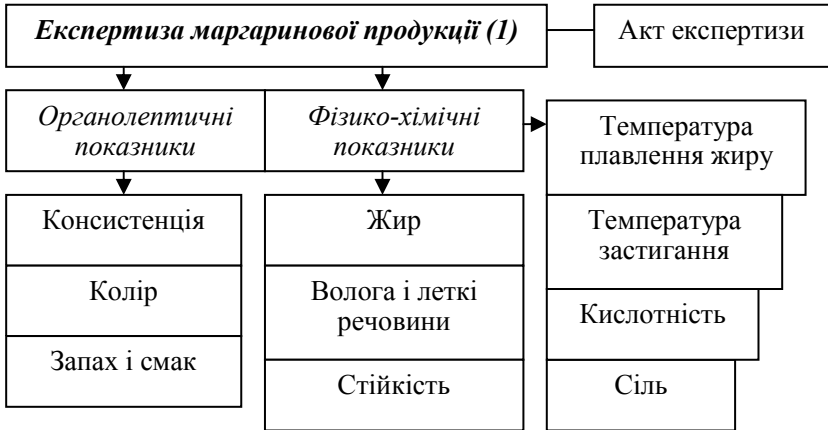 Експертиза маргаринової продукції (1)
Акт експертизи
Органолептичні
показники
Фізико-хімічні
показники
Температура
плавлення жиру
Консистенція
Жир
Температура
застигання
Колір
Волога і леткі
речовини
Кислотність
Запах і смак
Стійкість
Сіль